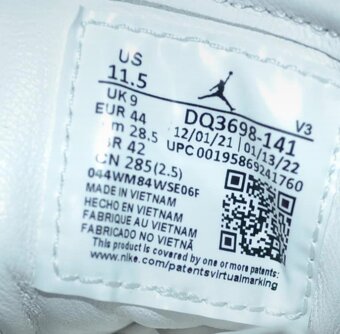 US
11.5
V3
UK 9
EUR 44
cm 28.5
BR 42
CN 285(2.5)
DQ3698-141
12/01/21 01/13/22
UPC 00195869241760
044WM84WSE06F
MADE IN VIETNAM
HECHO EN VIETNAM
FABRIQUE AU VIETNAM
FABRICADO NO VIETNÃ
This product is covered by one or more patents:
www.nike.com/patentsvirtualmarking